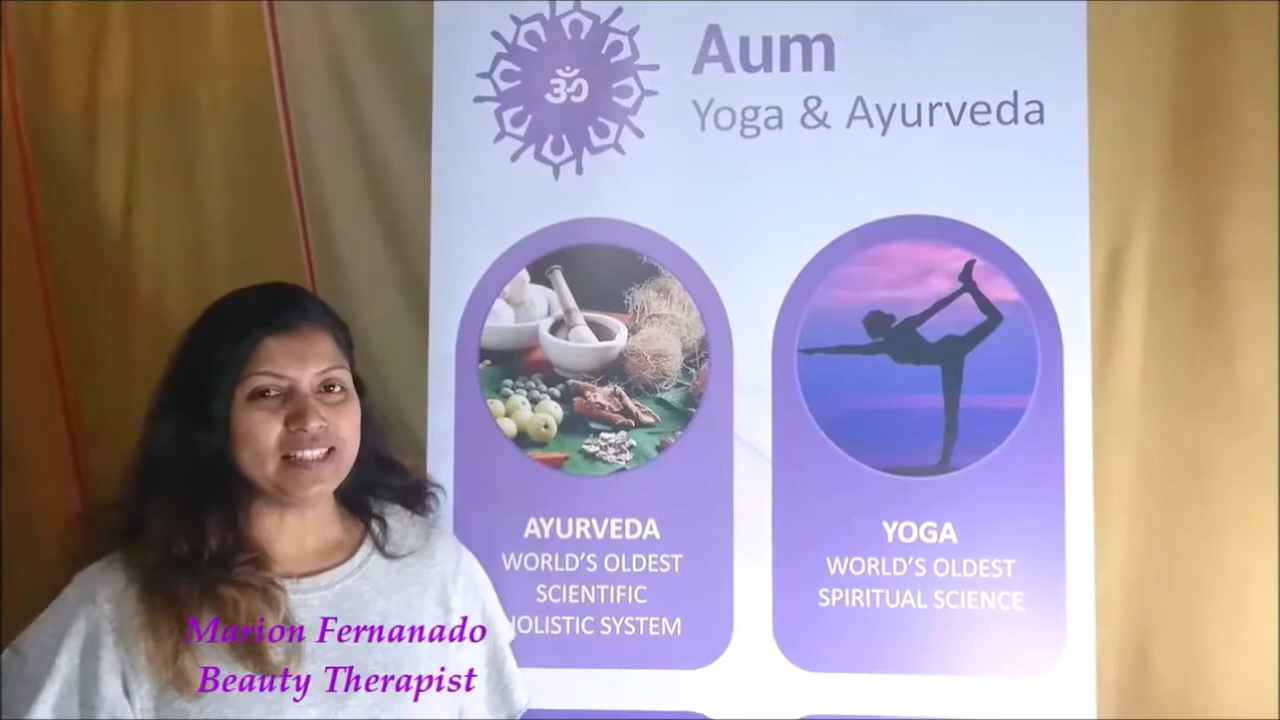 ॐ
Aum
Yoga & Ayurveda
AYURVEDA
WORLD'S OLDEST
SCIENTIFIC
HOLISTIC SYSTEM
YOGA
WORLD'S OLDEST
SPIRITUAL SCIENCE
Marion Fernanado
Beauty Therapist